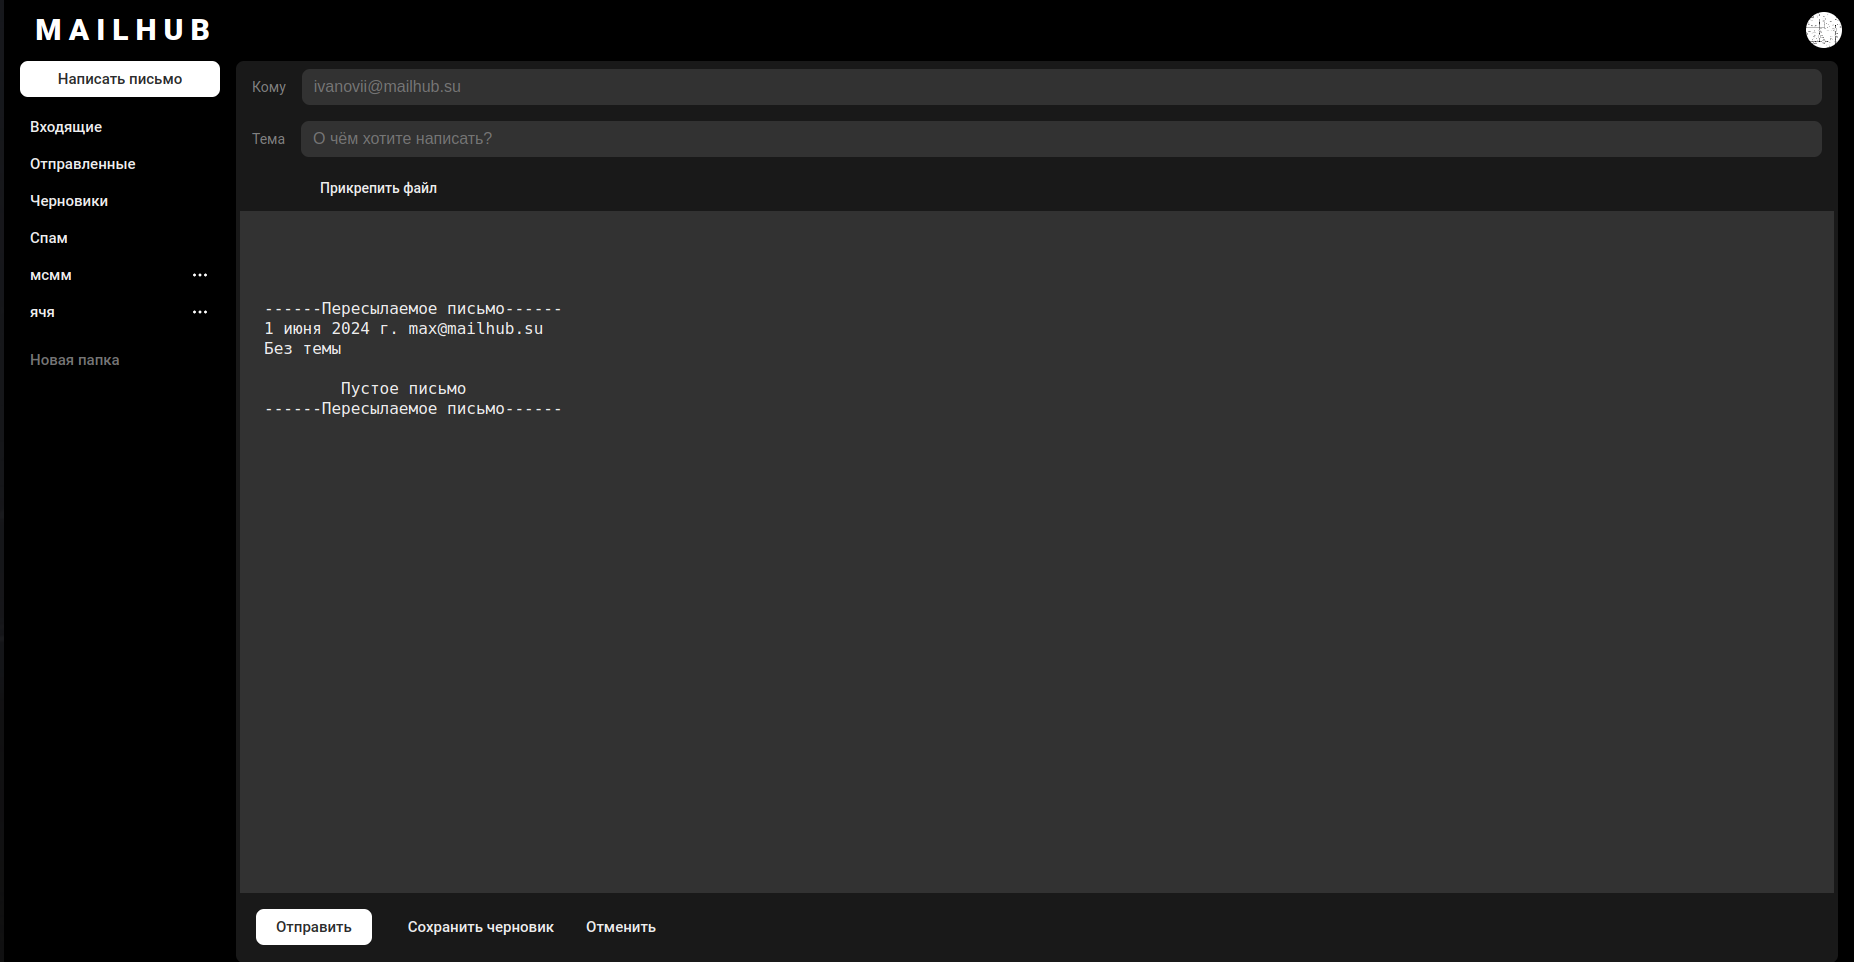 MAILHUB
Написать письмо
Входящие
Отправленные
Черновики
Спам
мсмм
ячя
Новая папка
Кому ivanovii@mailhub.su
Тема О чём хотите написать?
Прикрепить файл
------Пересылаемое письмо------
1 июня 2024 г. max@mailhub.su
Без темы
Пустое письмо
------Пересылаемое письмо------
Отправить Сохранить черновик Отменить